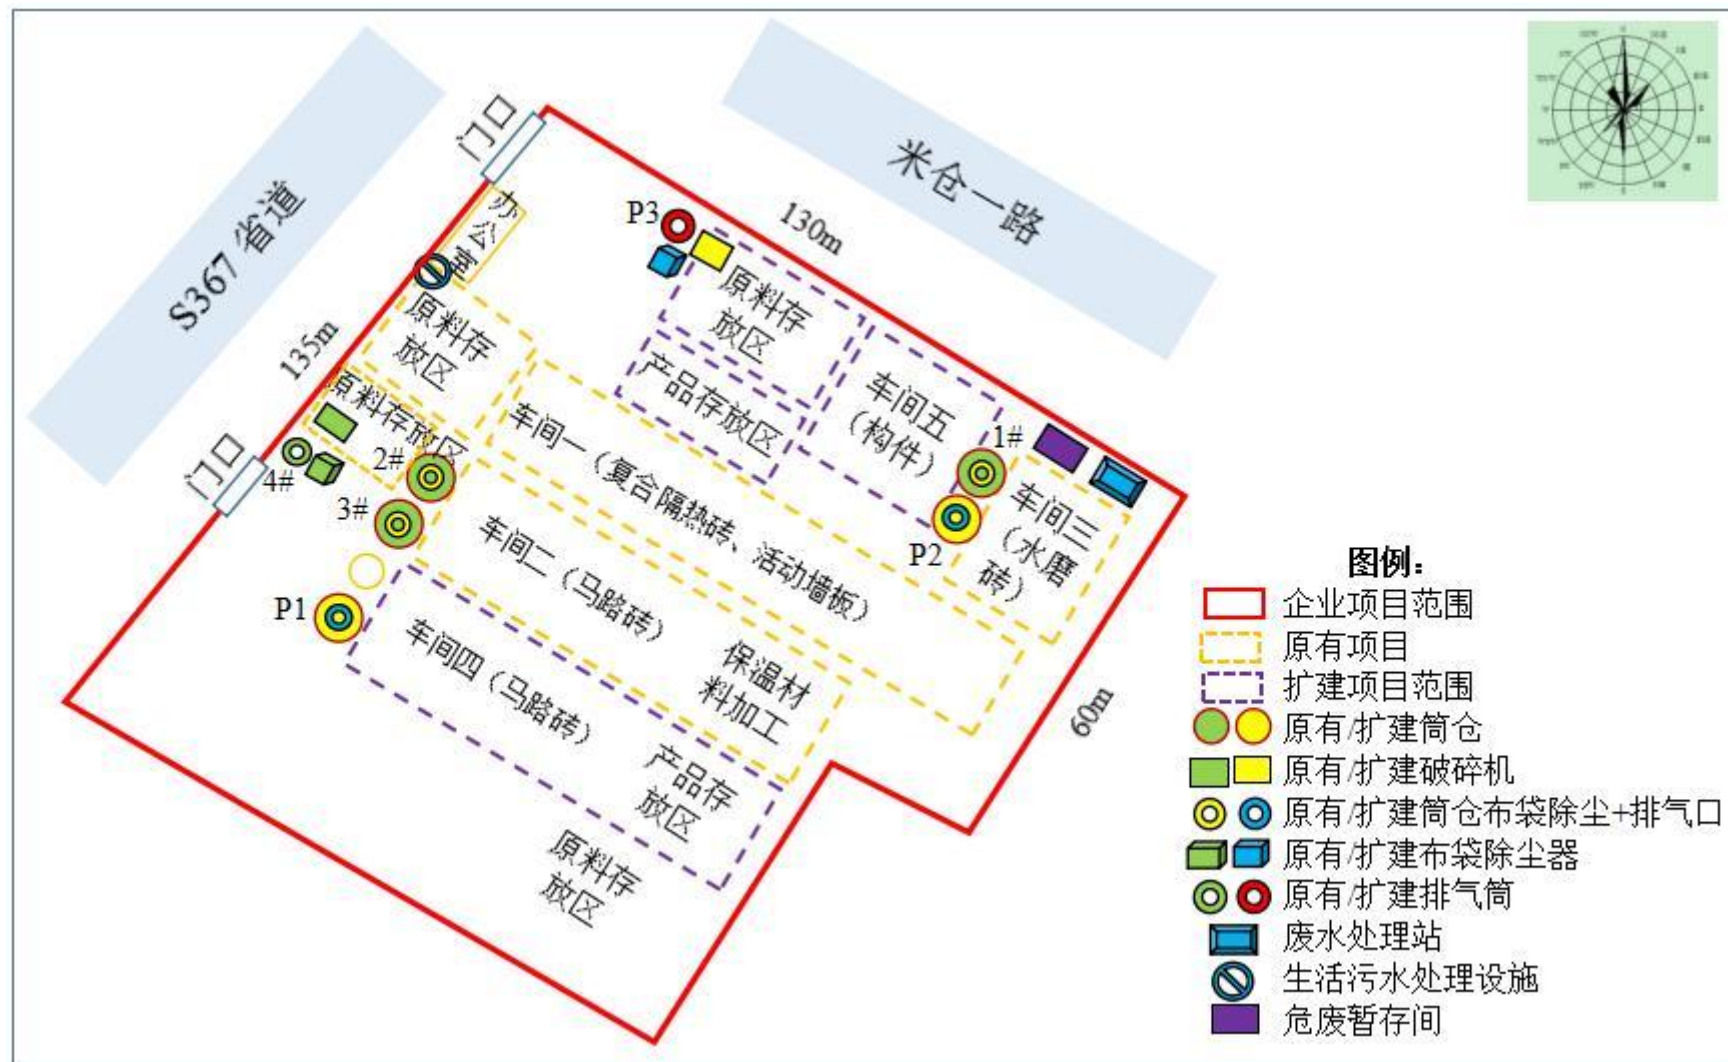 门口
S367 省道
米仓一路
130m
办
公
室
P3
原料存
放区
产品存放区
车间五
（构件）
1#
车间三
（水磨
砖）
P2
135m
原料存
放区
原料存放区
门口
4#
2#
3#
车间一（复合隔热砖、活动墙板）
车间二（马路砖）
保温材
料加工
P1
车间四（马路砖）
产品存
放区
原料存
放区
60m
图例：
企业项目范围
原有项目
扩建项目范围
原有/扩建筒仓
原有/扩建破碎机
原有/扩建筒仓布袋除尘+排气口
原有/扩建布袋除尘器
原有/扩建排气筒
废水处理站
生活污水处理设施
危废暂存间